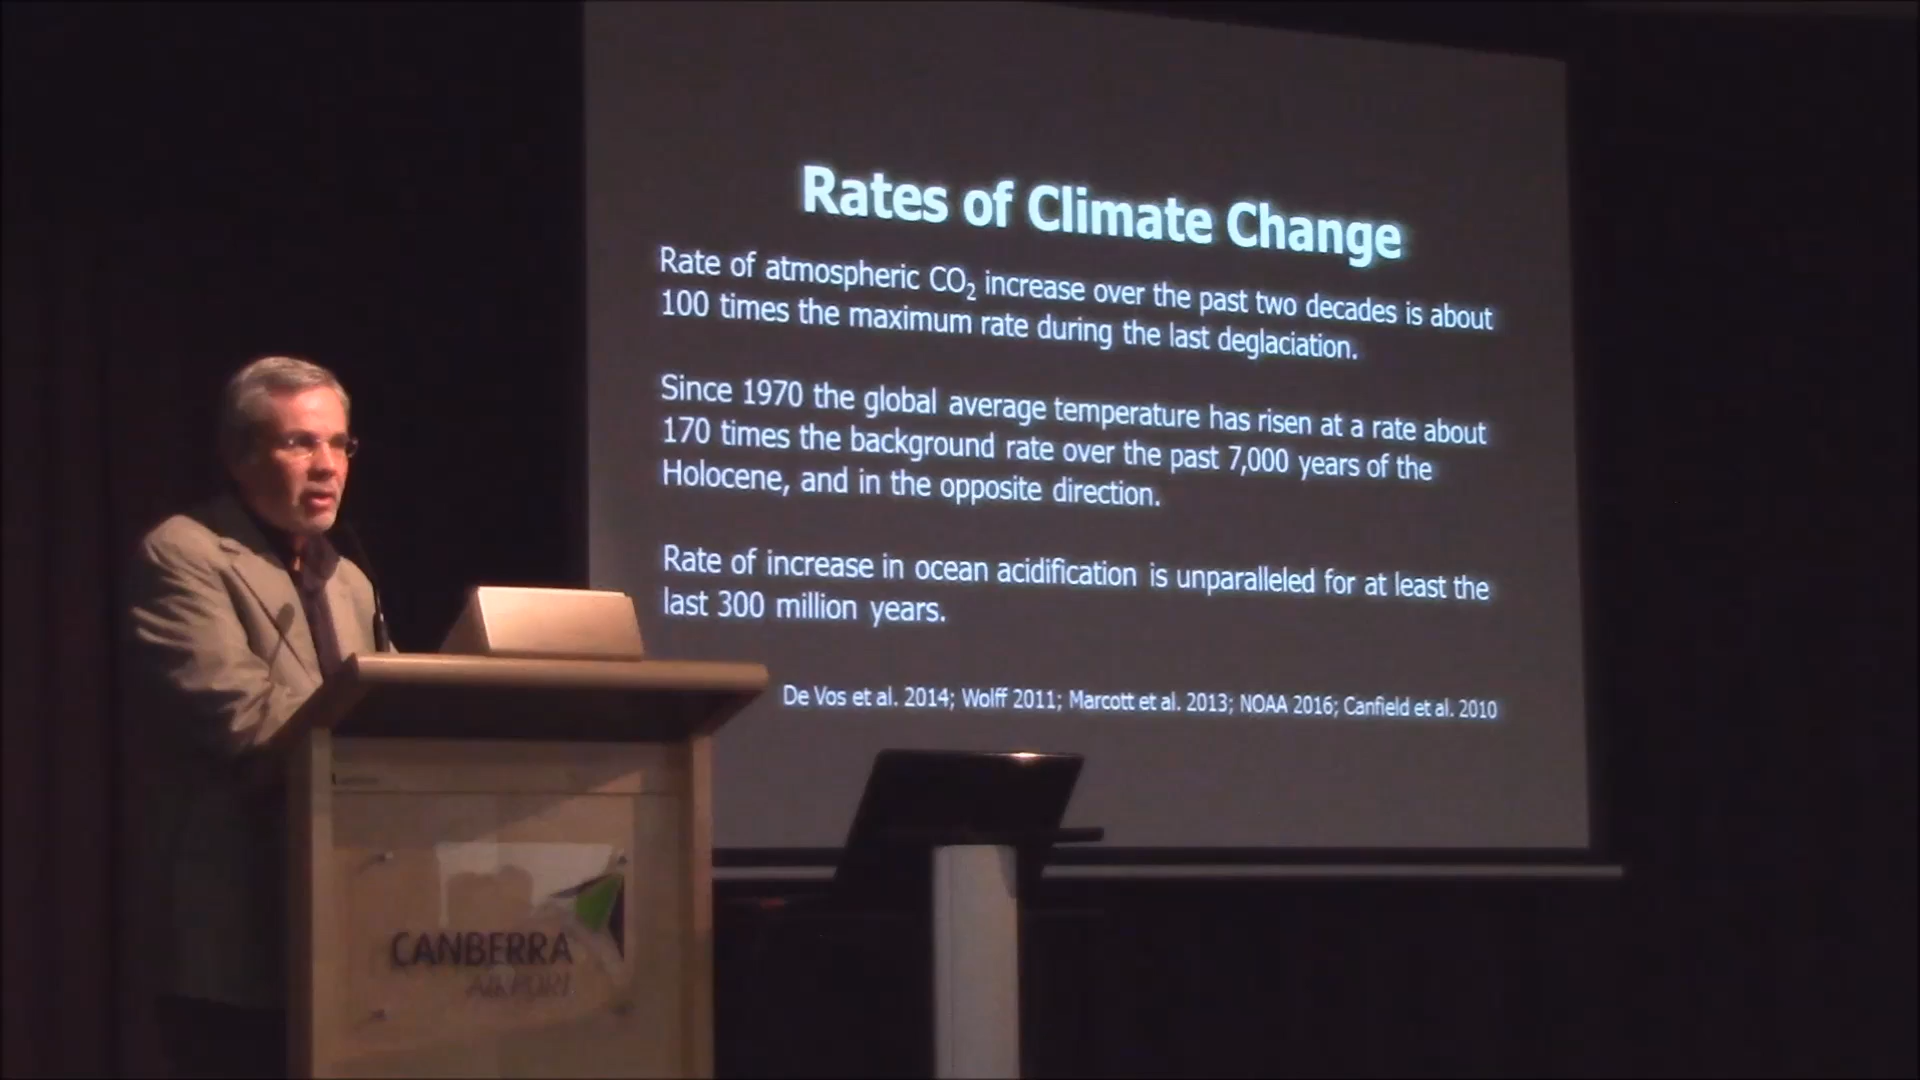 Rates of Climate Change
Rate of atmospheric CO₂ increase over the past two decades is about
100 times the maximum rate during the last deglaciation.
Since 1970 the global average temperature has risen at a rate about
170 times the background rate over the past 7,000 years of the
Holocene, and in the opposite direction.
Rate of increase in ocean acidification is unparalleled for at least the
last 300 million years.
De Vos et al. 2014; Wolff 2011; Marcott et al. 2013; NOAA 2016; Canfield et al. 2010
CANBERRA
AIRPORT